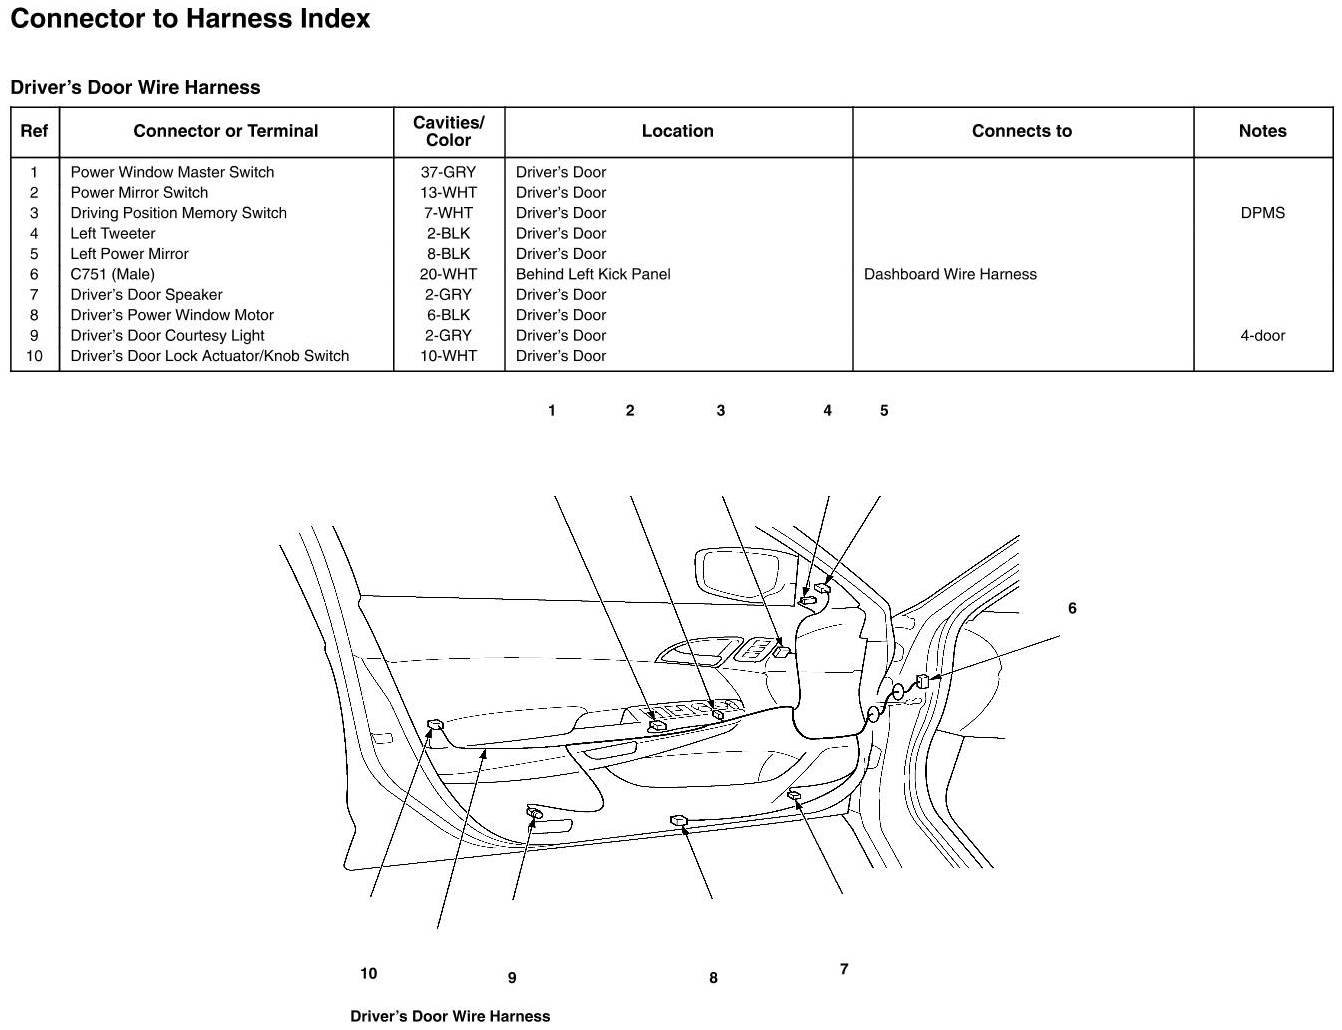 Connector to Harness Index
Driver’s Door Wire Harness
Ref Connector or Terminal Cavities/ Color Location Connects to Notes
1 Power Window Master Switch 37-GRY Driver’s Door
2 Power Mirror Switch 13-WHT Driver’s Door
3 Driving Position Memory Switch 7-WHT Driver’s Door DPMS
4 Left Tweeter 2-BLK Driver’s Door
5 Left Power Mirror 8-BLK Driver’s Door
6 C751 (Male) 20-WHT Behind Left Kick Panel Dashboard Wire Harness
7 Driver’s Door Speaker 2-GRY Driver’s Door
8 Driver’s Power Window Motor 6-BLK Driver’s Door
9 Driver’s Door Courtesy Light 2-GRY Driver’s Door 4-door
10 Driver’s Door Lock Actuator/Knob Switch 10-WHT Driver’s Door
1 2 3 4 5
6
10 9 8 7
Driver’s Door Wire Harness